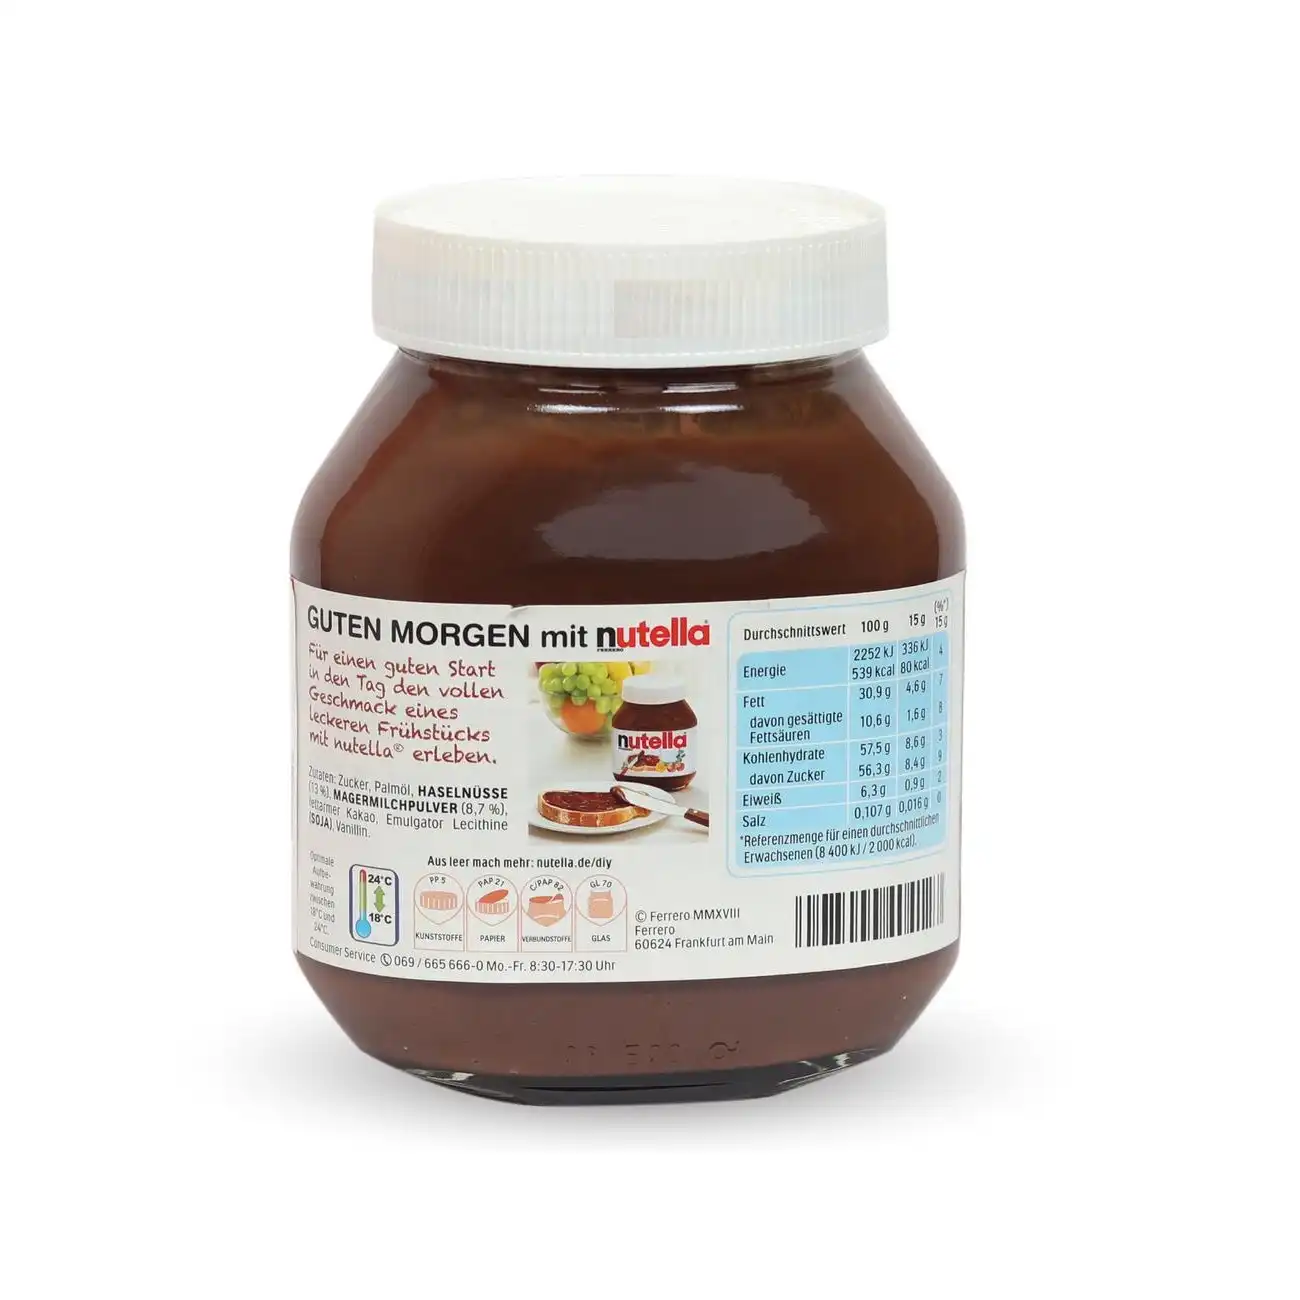 GUTEN MORGEN mit nutella
FERRERO
Für einen guten Start
in den Tag den vollen
Geschmack eines
leckeren Frühstücks
mit nutella® erleben.
nutella
Zutaten: Zucker, Palmöl, HASELNÜSSE
(13 %), MAGERMILCHPULVER (8,7 %),
fettarmer Kakao, Emulgator Lecithine
(SOJA), Vanillin.
Optimale
Aufbe-
wahrung
zwischen
18°C und
24°C.
24°C
18°C
Aus leer mach mehr: nutella.de/diy
PP 5 PAP 21 C/PAP 82 GL 70
KUNSTSTOFFE PAPIER VERBUNDSTOFFE GLAS
Consumer Service 069 / 665 666-0 Mo.-Fr. 8:30-17:30 Uhr
© Ferrero MMXVIII
Ferrero
60624 Frankfurt am Main
Durchschnittswert 100 g 15 g (%*) 15 g
Energie 2252 kJ 336 kJ 4
539 kcal 80 kcal
Fett 30,9 g 4,6 g 7
davon gesättigte
Fettsäuren 10,6 g 1,6 g 8
Kohlenhydrate 57,5 g 8,6 g 3
davon Zucker 56,3 g 8,4 g 9
Eiweiß 6,3 g 0,9 g 2
Salz 0,107 g 0,016 g 0
*Referenzmenge für einen durchschnittlichen
Erwachsenen (8 400 kJ / 2 000 kcal).